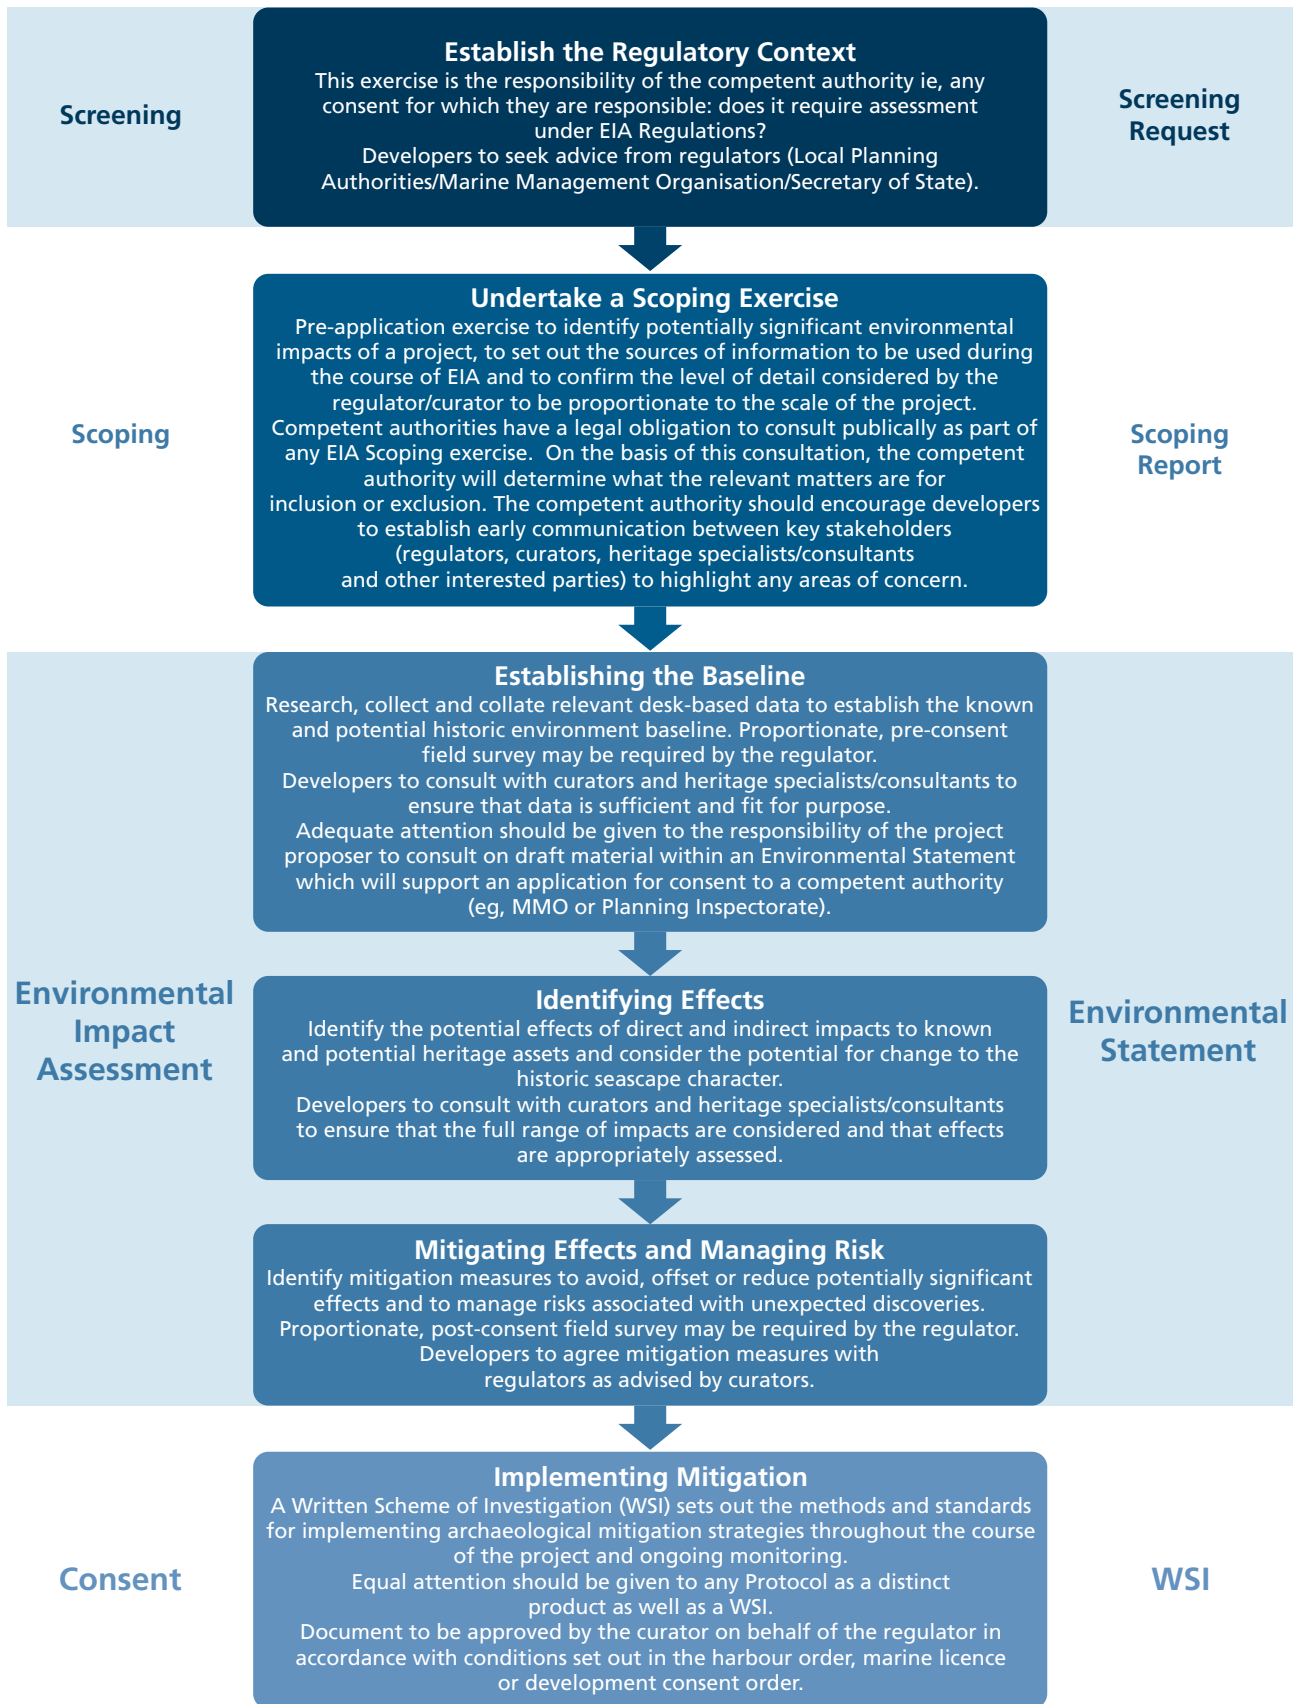 Screening
Establish the Regulatory Context
This exercise is the responsibility of the competent authority ie, any
consent for which they are responsible: does it require assessment
under EIA Regulations?
Developers to seek advice from regulators (Local Planning
Authorities/Marine Management Organisation/Secretary of State).
Screening
Request
Scoping
Undertake a Scoping Exercise
Pre-application exercise to identify potentially significant environmental
impacts of a project, to set out the sources of information to be used during
the course of EIA and to confirm the level of detail considered by the
regulator/curator to be proportionate to the scale of the project.
Competent authorities have a legal obligation to consult publically as part of
any EIA Scoping exercise.  On the basis of this consultation, the competent
authority will determine what the relevant matters are for
inclusion or exclusion. The competent authority should encourage developers
to establish early communication between key stakeholders
(regulators, curators, heritage specialists/consultants
and other interested parties) to highlight any areas of concern.
Scoping
Report
Environmental
Impact
Assessment
Establishing the Baseline
Research, collect and collate relevant desk-based data to establish the known
and potential historic environment baseline. Proportionate, pre-consent
field survey may be required by the regulator.
Developers to consult with curators and heritage specialists/consultants to
ensure that data is sufficient and fit for purpose.
Adequate attention should be given to the responsibility of the project
proposer to consult on draft material within an Environmental Statement
which will support an application for consent to a competent authority
(eg, MMO or Planning Inspectorate).
Identifying Effects
Identify the potential effects of direct and indirect impacts to known
and potential heritage assets and consider the potential for change to the
historic seascape character.
Developers to consult with curators and heritage specialists/consultants
to ensure that the full range of impacts are considered and that effects
are appropriately assessed.
Mitigating Effects and Managing Risk
Identify mitigation measures to avoid, offset or reduce potentially significant
effects and to manage risks associated with unexpected discoveries.
Proportionate, post-consent field survey may be required by the regulator.
Developers to agree mitigation measures with
regulators as advised by curators.
Environmental
Statement
Consent
Implementing Mitigation
A Written Scheme of Investigation (WSI) sets out the methods and standards
for implementing archaeological mitigation strategies throughout the course
of the project and ongoing monitoring.
Equal attention should be given to any Protocol as a distinct
product as well as a WSI.
Document to be approved by the curator on behalf of the regulator in
accordance with conditions set out in the harbour order, marine licence
or development consent order.
WSI